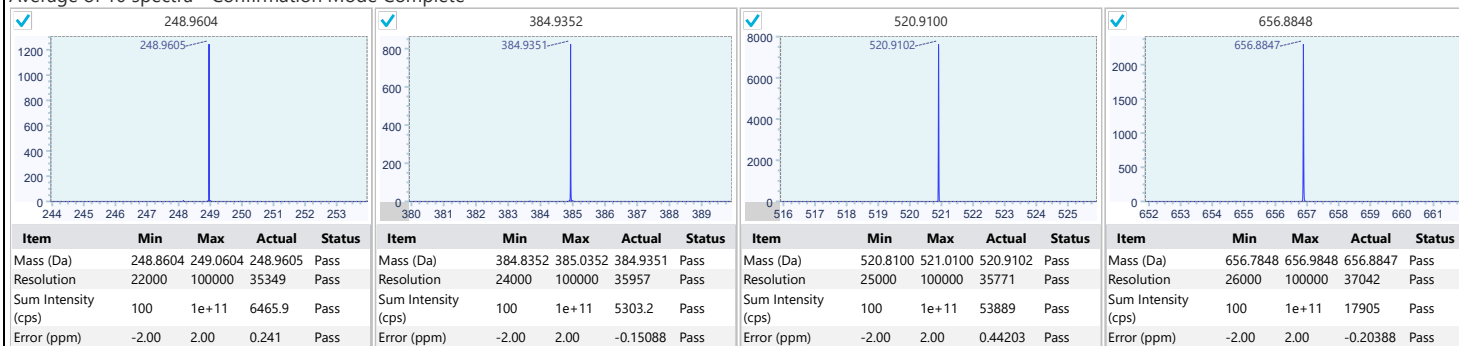 Average of 10 spectra - Confirmation Mode Complete
248.9604
248.9605
1200
1000
800
600
400
200
0
244 245 246 247 248 249 250 251 252 253
Item Min Max Actual Status
Mass (Da) 248.8604 249.0604 248.9605 Pass
Resolution 22000 100000 35349 Pass
Sum Intensity (cps) 100 1e+11 6465.9 Pass
Error (ppm) -2.00 2.00 0.241 Pass
384.9352
384.9351
800
600
400
200
0
380 381 382 383 384 385 386 387 388 389
Item Min Max Actual Status
Mass (Da) 384.8352 385.0352 384.9351 Pass
Resolution 24000 100000 35957 Pass
Sum Intensity (cps) 100 1e+11 5303.2 Pass
Error (ppm) -2.00 2.00 -0.15088 Pass
520.9100
520.9102
8000
6000
4000
2000
0
516 517 518 519 520 521 522 523 524 525
Item Min Max Actual Status
Mass (Da) 520.8100 521.0100 520.9102 Pass
Resolution 25000 100000 35771 Pass
Sum Intensity (cps) 100 1e+11 53889 Pass
Error (ppm) -2.00 2.00 0.44203 Pass
656.8848
656.8847
2000
1500
1000
500
0
652 653 654 655 656 657 658 659 660 661
Item Min Max Actual Status
Mass (Da) 656.7848 656.9848 656.8847 Pass
Resolution 26000 100000 37042 Pass
Sum Intensity (cps) 100 1e+11 17905 Pass
Error (ppm) -2.00 2.00 -0.20388 Pass